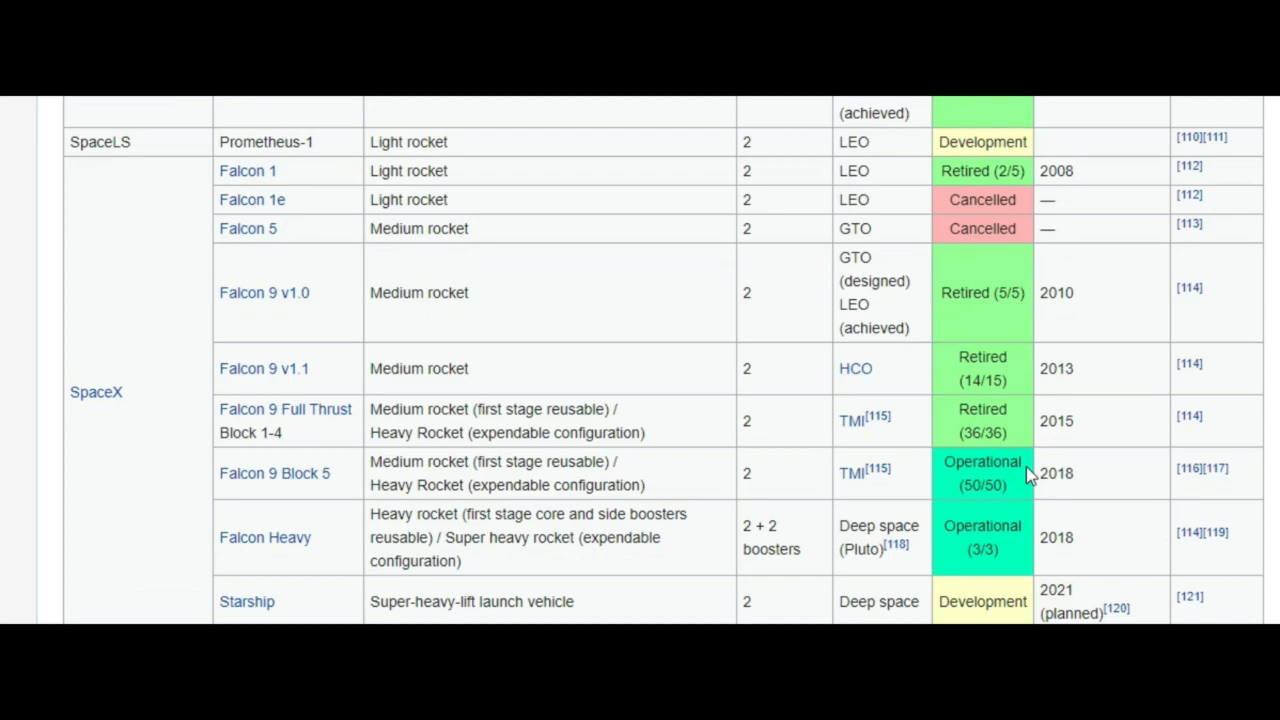 (achieved)
SpaceLS Prometheus-1 Light rocket 2 LEO Development [110][111]
Falcon 1 Light rocket 2 LEO Retired (2/5) 2008 [112]
Falcon 1e Light rocket 2 LEO Cancelled — [112]
Falcon 5 Medium rocket 2 GTO Cancelled — [113]
GTO
(designed)
Falcon 9 v1.0 Medium rocket 2 Retired (5/5) 2010 [114]
LEO
(achieved)
Retired
Falcon 9 v1.1 Medium rocket 2 HCO 2013 [114]
(14/15)
SpaceX
Falcon 9 Full Thrust Medium rocket (first stage reusable) / Retired
2 TMI[115] 2015 [114]
Block 1-4 Heavy Rocket (expendable configuration) (36/36)
Medium rocket (first stage reusable) / Operational
Falcon 9 Block 5 2 TMI[115] 2018 [116][117]
Heavy Rocket (expendable configuration) (50/50)
Heavy rocket (first stage core and side boosters
2 + 2 Deep space Operational
Falcon Heavy reusable) / Super heavy rocket (expendable 2018 [114][119]
boosters (Pluto)[118] (3/3)
configuration)
2021
Starship Super-heavy-lift launch vehicle 2 Deep space Development [121]
(planned)[120]